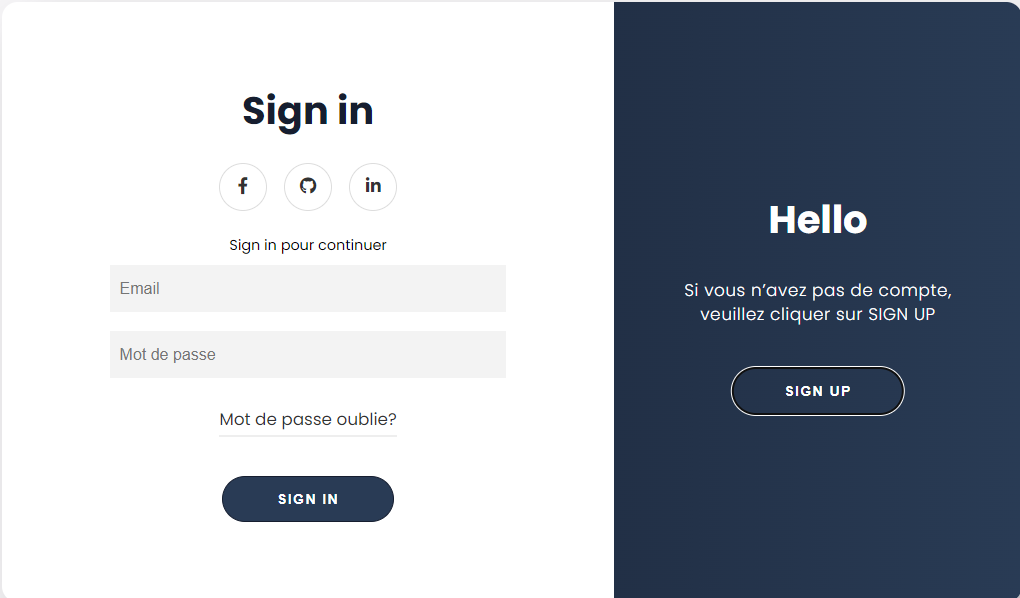 Sign in
Sign in pour continuer
Email
Mot de passe
Mot de passe oublie?
SIGN IN
Hello
Si vous n’avez pas de compte,
veuillez cliquer sur SIGN UP
SIGN UP